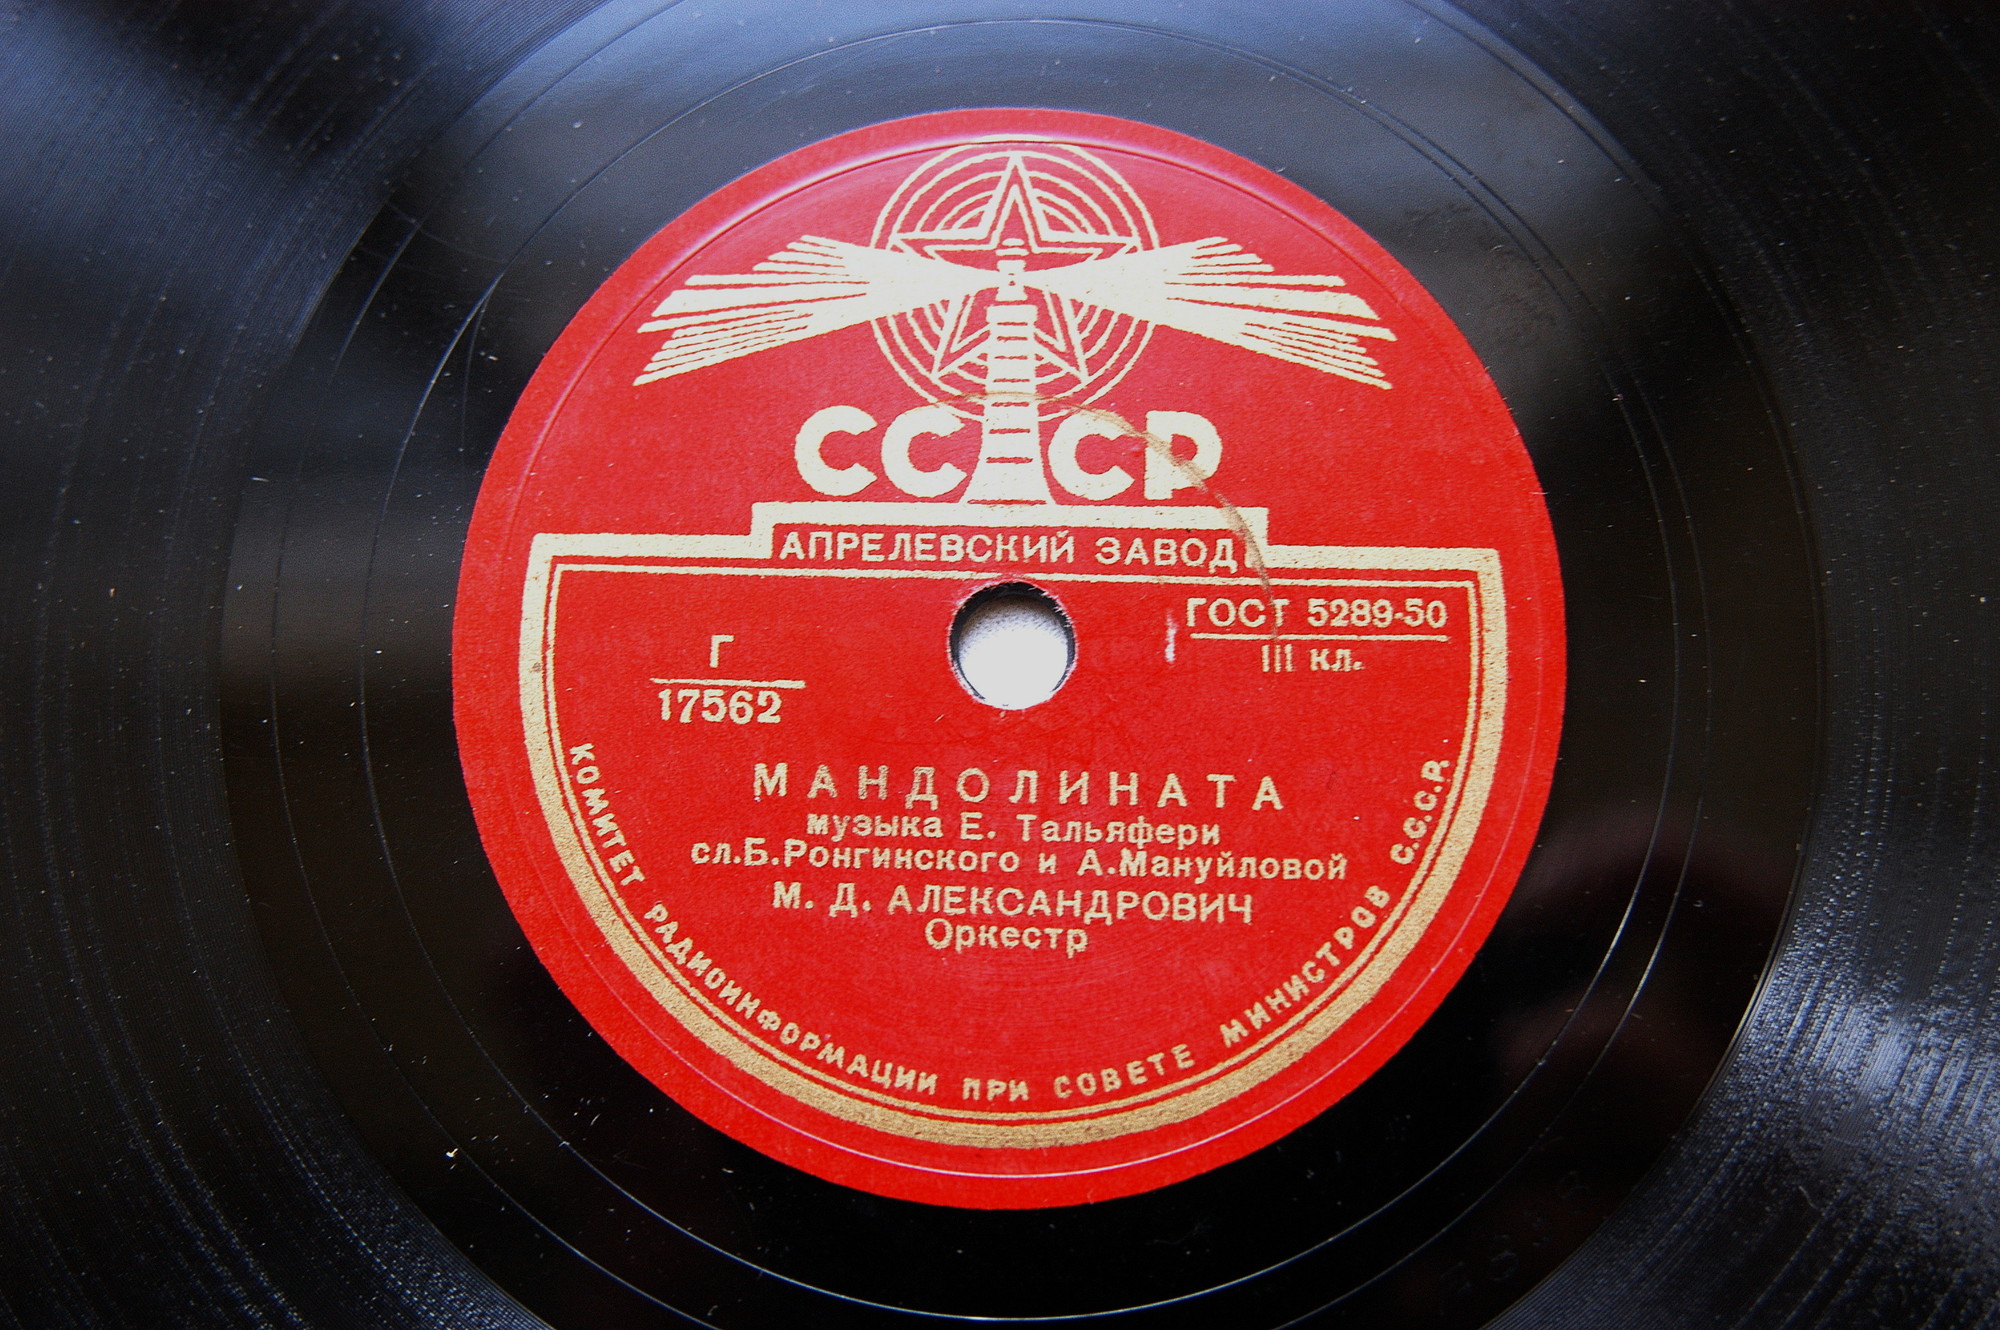 СССР
АПРЕЛЕВСКИЙ ЗАВОД
ГОСТ 5289-50
III кл.
Г
17562
МАНДОЛИНАТА
музыка Е. Тальяфери
сл.Б.Ронгинского и А.Мануйловой
М. Д. АЛЕКСАНДРОВИЧ
Оркестр
КОМИТЕТ РАДИОИНФОРМАЦИИ ПРИ СОВЕТЕ МИНИСТРОВ С.С.С.Р.